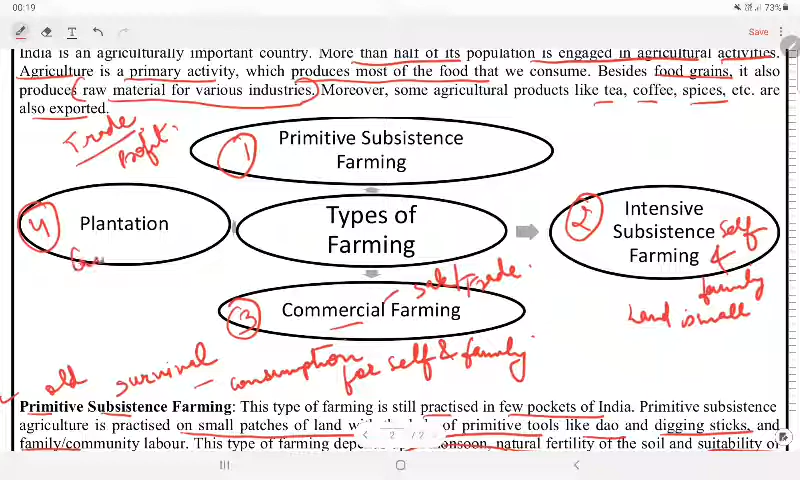 00:19
73%
T
Save
India is an agriculturally important country. More than half of its population is engaged in agricultural activities.
Agriculture is a primary activity, which produces most of the food that we consume. Besides food grains, it also
produces raw material for various industries. Moreover, some agricultural products like tea, coffee, spices, etc. are
also exported.
Trade
Profit
1
Primitive Subsistence
Farming
4
Plantation
Types of
Farming
2
Intensive
Subsistence
Farming
self
&
family
Land is small
3
Commercial Farming
sale/Trade
old survival – consumption
for self & family
Primitive Subsistence Farming: This type of farming is still practised in few pockets of India. Primitive subsistence
agriculture is practised on small patches of land with the help of primitive tools like dao and digging sticks, and
family/community labour. This type of farming depends upon monsoon, natural fertility of the soil and suitability of
2 / 2